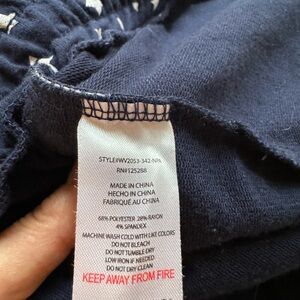 STYLE#WV2053-342-NPK
RN#125288
MADE IN CHINA
HECHO EN CHINA
FABRIQUÉ AU CHINA
68% POLYESTER 28% RAYON
4% SPANDEX
MACHINE WASH COLD WITH LIKE COLORS
DO NOT BLEACH
DO NOT TUMBLE DRY
LOW IRON IF NEEDED
DO NOT DRY CLEAN
KEEP AWAY FROM FIRE